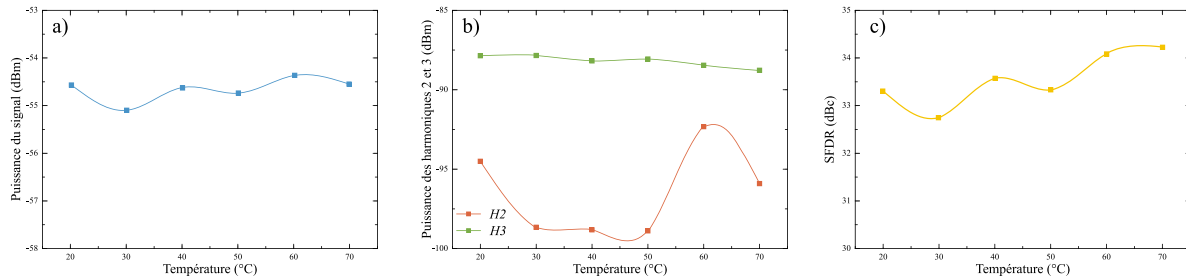 a)
Puissance du signal (dBm)
-53
-54
-55
-56
-57
-58
20 30 40 50 60 70
Température (°C)
b)
Puissance des harmoniques 2 et 3 (dBm)
-85
-90
-95
-100
H2
H3
20 30 40 50 60 70
Température (°C)
c)
SFDR (dBc)
35
34
33
32
31
30
20 30 40 50 60 70
Température (°C)